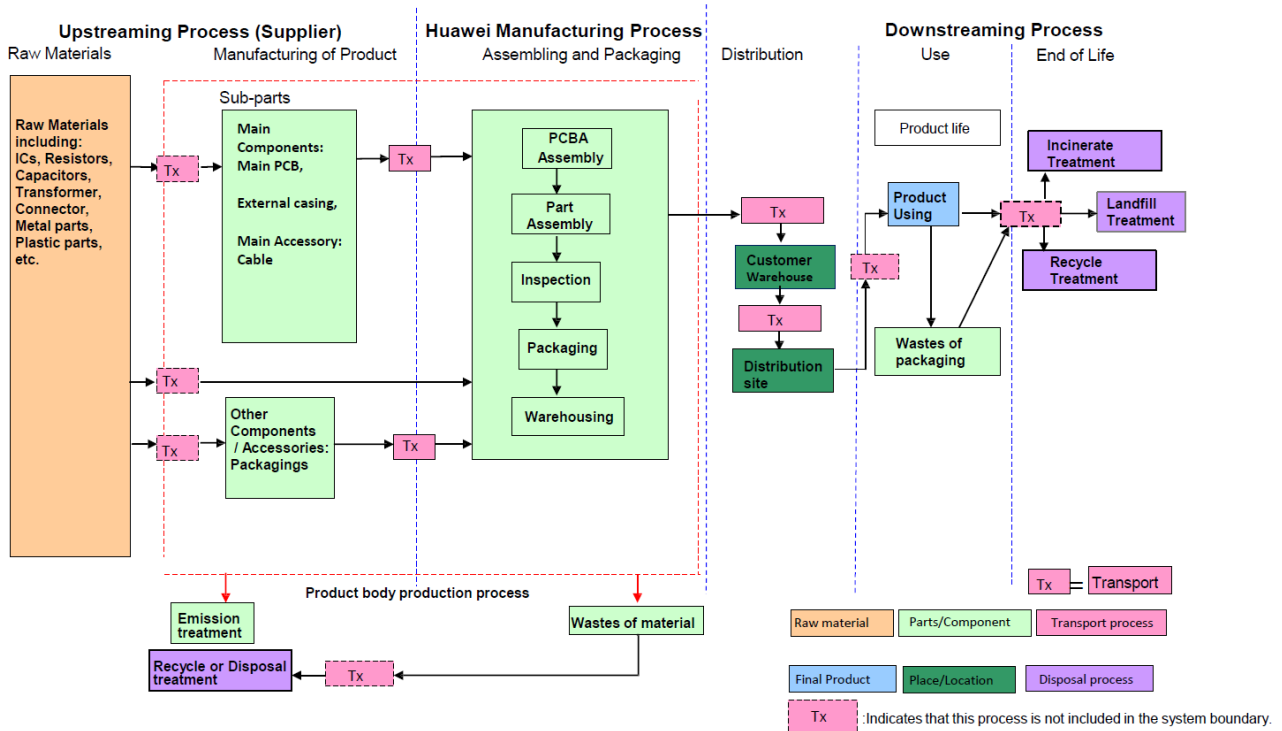 Upstreaming Process (Supplier)
Huawei Manufacturing Process
Downstreaming Process
Raw Materials
Manufacturing of Product
Assembling and Packaging
Distribution
Use
End of Life
Raw Materials
including:
ICs, Resistors,
Capacitors,
Transformer,
Connector,
Metal parts,
Plastic parts,
etc.
Tx
Tx
Tx
Sub-parts
Main
Components:
Main PCB,
External casing,
Main Accessory:
Cable
Other
Components
/ Accessories:
Packagings
Tx
Tx
PCBA
Assembly
Part
Assembly
Inspection
Packaging
Warehousing
Tx
Customer
Warehouse
Tx
Distribution
site
Tx
Product life
Product
Using
Wastes of
packaging
Tx
Incinerate
Treatment
Landfill
Treatment
Recycle
Treatment
Product body production process
Emission
treatment
Wastes of material
Recycle or Disposal
treatment
Tx
Tx = Transport
Raw material
Parts/Component
Transport process
Final Product
Place/Location
Disposal process
Tx :Indicates that this process is not included in the system boundary.